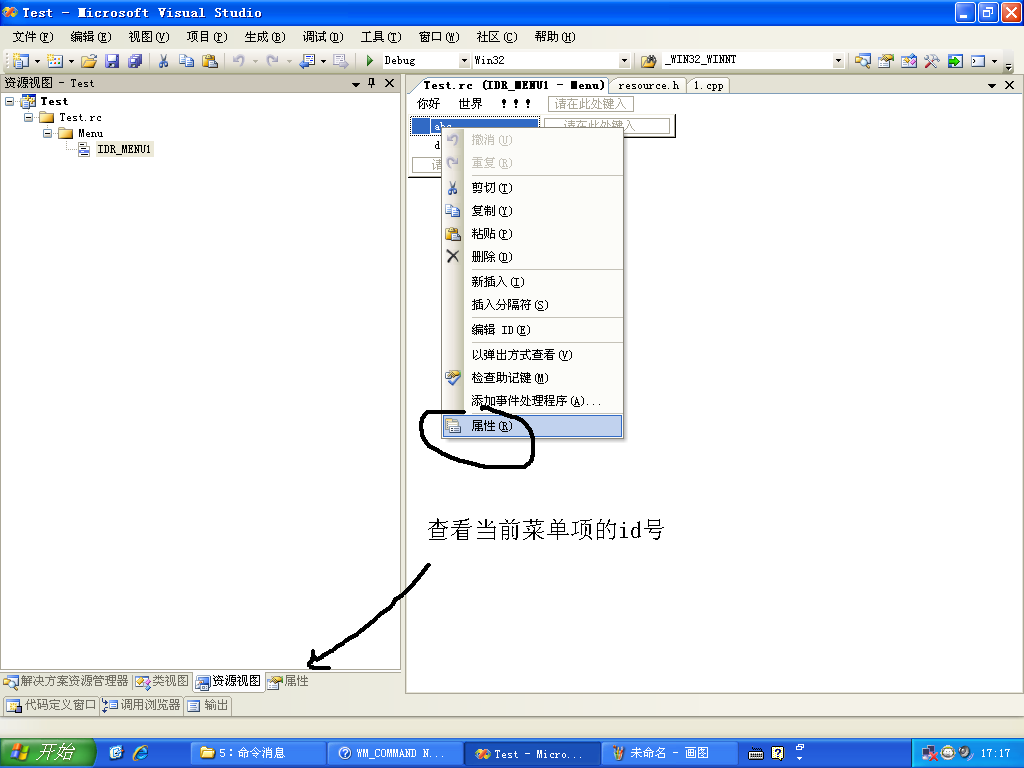 Test - Microsoft Visual Studio
文件(F) 编辑(E) 视图(V) 项目(P) 生成(B) 调试(D) 工具(T) 窗口(W) 社区(C) 帮助(H)
Debug Win32 _WIN32_WINNT
资源视图 - Test
Test.rc (IDR_MENU1 - Menu) resource.h 1.cpp
Test
Test.rc
Menu
IDR_MENU1
你好 世界 !!! 请在此处键入
abc 请在此处键入
d
请
撤消(U)
重复(R)
剪切(T)
复制(Y)
粘贴(P)
删除(D)
新插入(I)
插入分隔符(S)
编辑 ID(E)
以弹出方式查看(V)
检查助记键(M)
添加事件处理程序(A)...
属性(R)
查看当前菜单项的id号
解决方案资源管理器 类视图 资源视图 属性
代码定义窗口 调用浏览器 输出
开始 5：命令消息 WM_COMMAND N... Test - Micro... 未命名 - 画图 17:17